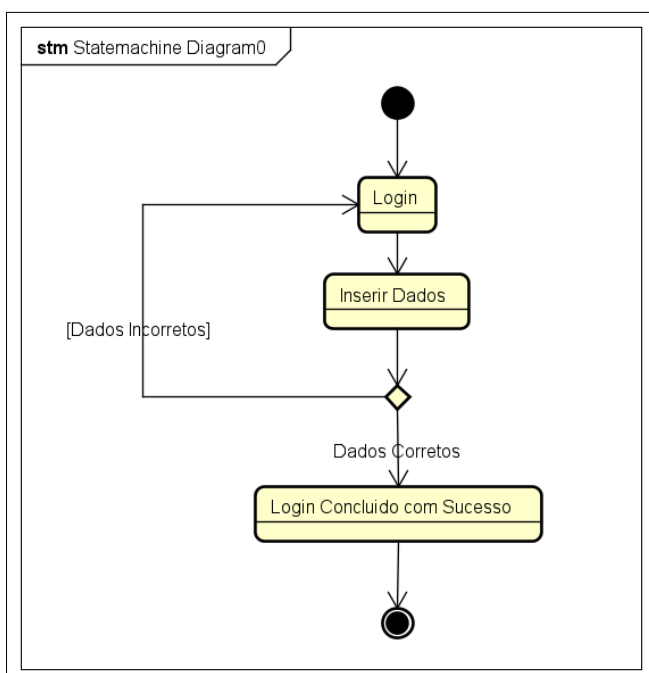 stm Statemachine Diagram0
Login
Inserir Dados
[Dados Incorretos]
Dados Corretos
Login Concluido com Sucesso